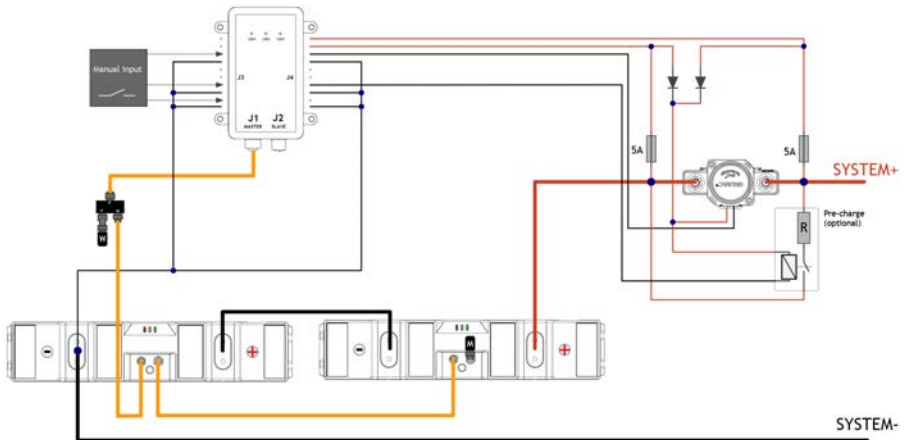 Manual Input
J3
J4
J1
MASTER
J2
SLAVE
5A
5A
SYSTEM+
Pre-charge
(optional)
R
W
M
SYSTEM-